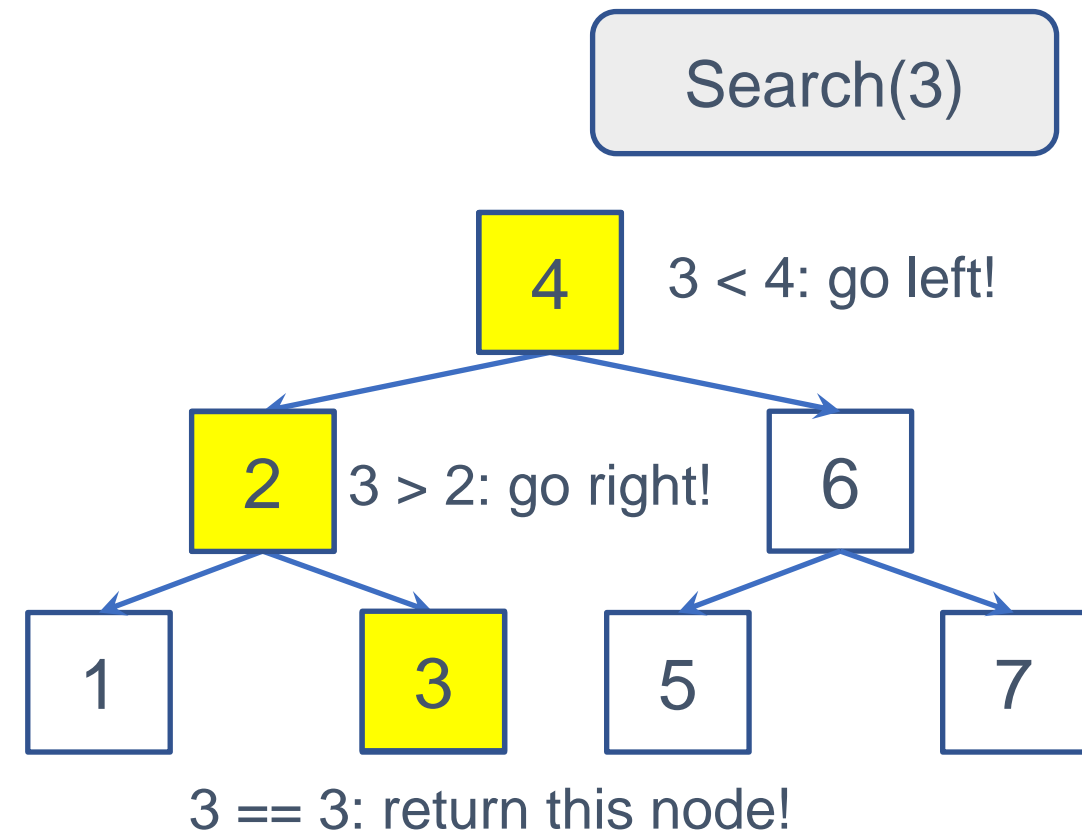 Search(3)
4
3 < 4: go left!
2
3 > 2: go right!
6
1
3
5
7
3 == 3: return this node!